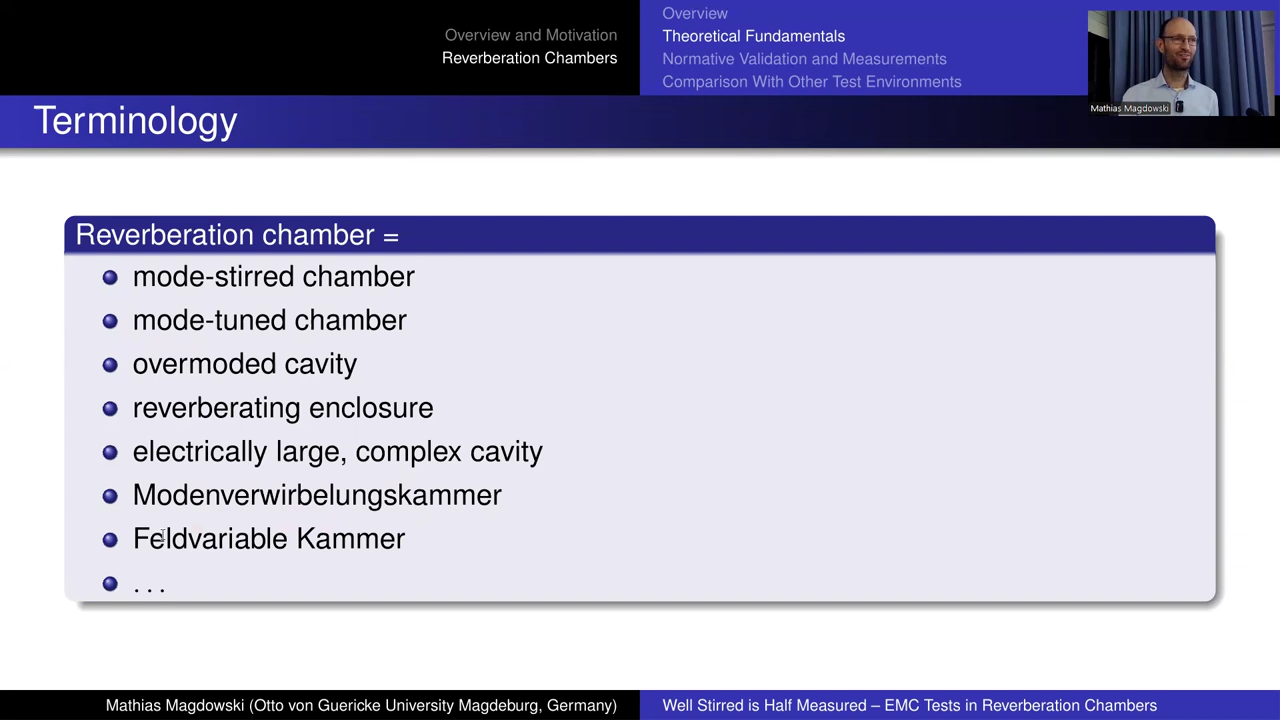 Overview and Motivation
Reverberation Chambers
Overview
Theoretical Fundamentals
Normative Validation and Measurements
Comparison With Other Test Environments
Mathias Magdowski
Terminology
Reverberation chamber =
mode-stirred chamber
mode-tuned chamber
overmoded cavity
reverberating enclosure
electrically large, complex cavity
Modenverwirbelungskammer
Feldvariable Kammer
. . .
Mathias Magdowski (Otto von Guericke University Magdeburg, Germany)
Well Stirred is Half Measured – EMC Tests in Reverberation Chambers